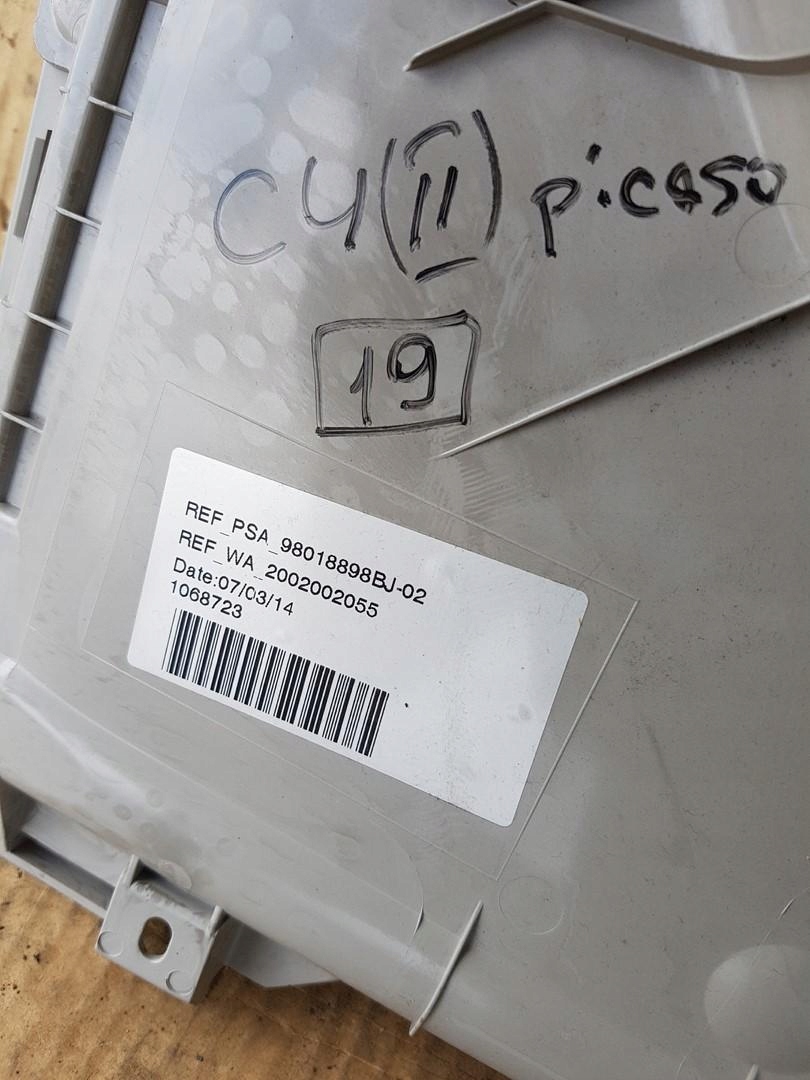 C4 (II) picaso
19
REF_PSA_98018898BJ-02
REF_WA_2002002055
Date:07/03/14
1068723